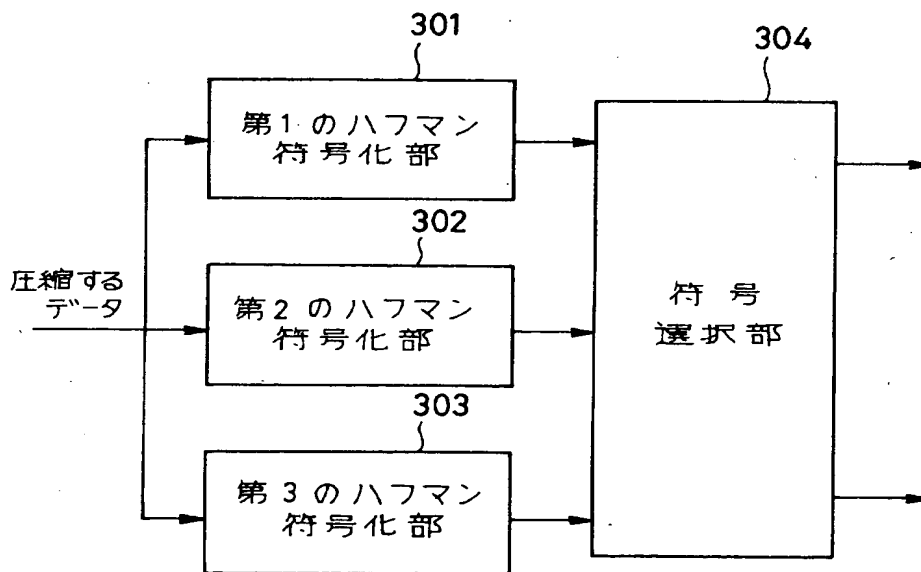 301
第1のハフマン
符号化部
302
圧縮する
データ
第2のハフマン
符号化部
303
第3のハフマン
符号化部
304
符号
選択部